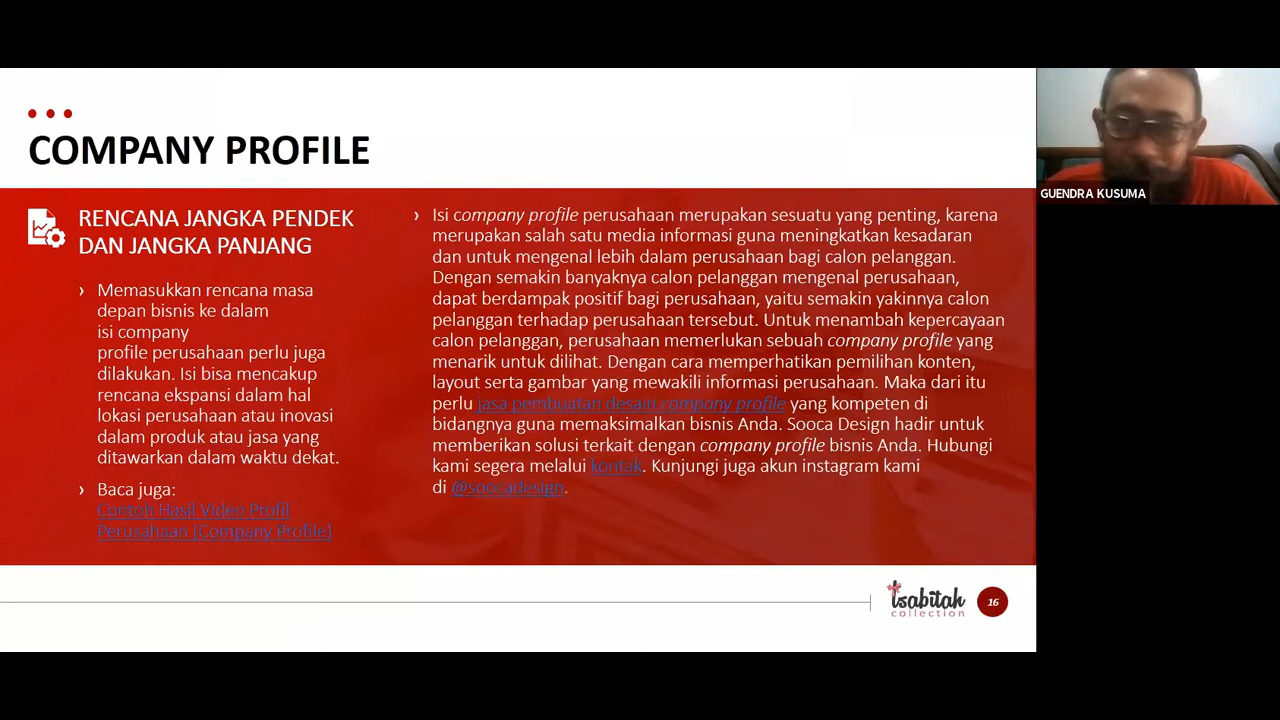 COMPANY PROFILE
RENCANA JANGKA PENDEK
DAN JANGKA PANJANG
› Memasukkan rencana masa
depan bisnis ke dalam
isi company
profile perusahaan perlu juga
dilakukan. Isi bisa mencakup
rencana ekspansi dalam hal
lokasi perusahaan atau inovasi
dalam produk atau jasa yang
ditawarkan dalam waktu dekat.
› Baca juga:
Contoh Hasil Video Profil
Perusahaan (Company Profile)
› Isi company profile perusahaan merupakan sesuatu yang penting, karena
merupakan salah satu media informasi guna meningkatkan kesadaran
dan untuk mengenal lebih dalam perusahaan bagi calon pelanggan.
Dengan semakin banyaknya calon pelanggan mengenal perusahaan,
dapat berdampak positif bagi perusahaan, yaitu semakin yakinnya calon
pelanggan terhadap perusahaan tersebut. Untuk menambah kepercayaan
calon pelanggan, perusahaan memerlukan sebuah company profile yang
menarik untuk dilihat. Dengan cara memperhatikan pemilihan konten,
layout serta gambar yang mewakili informasi perusahaan. Maka dari itu
perlu jasa pembuatan desain company profile yang kompeten di
bidangnya guna memaksimalkan bisnis Anda. Sooca Design hadir untuk
memberikan solusi terkait dengan company profile bisnis Anda. Hubungi
kami segera melalui kontak. Kunjungi juga akun instagram kami
di @soocadesign.
tsabitah
collection
16
GUENDRA KUSUMA